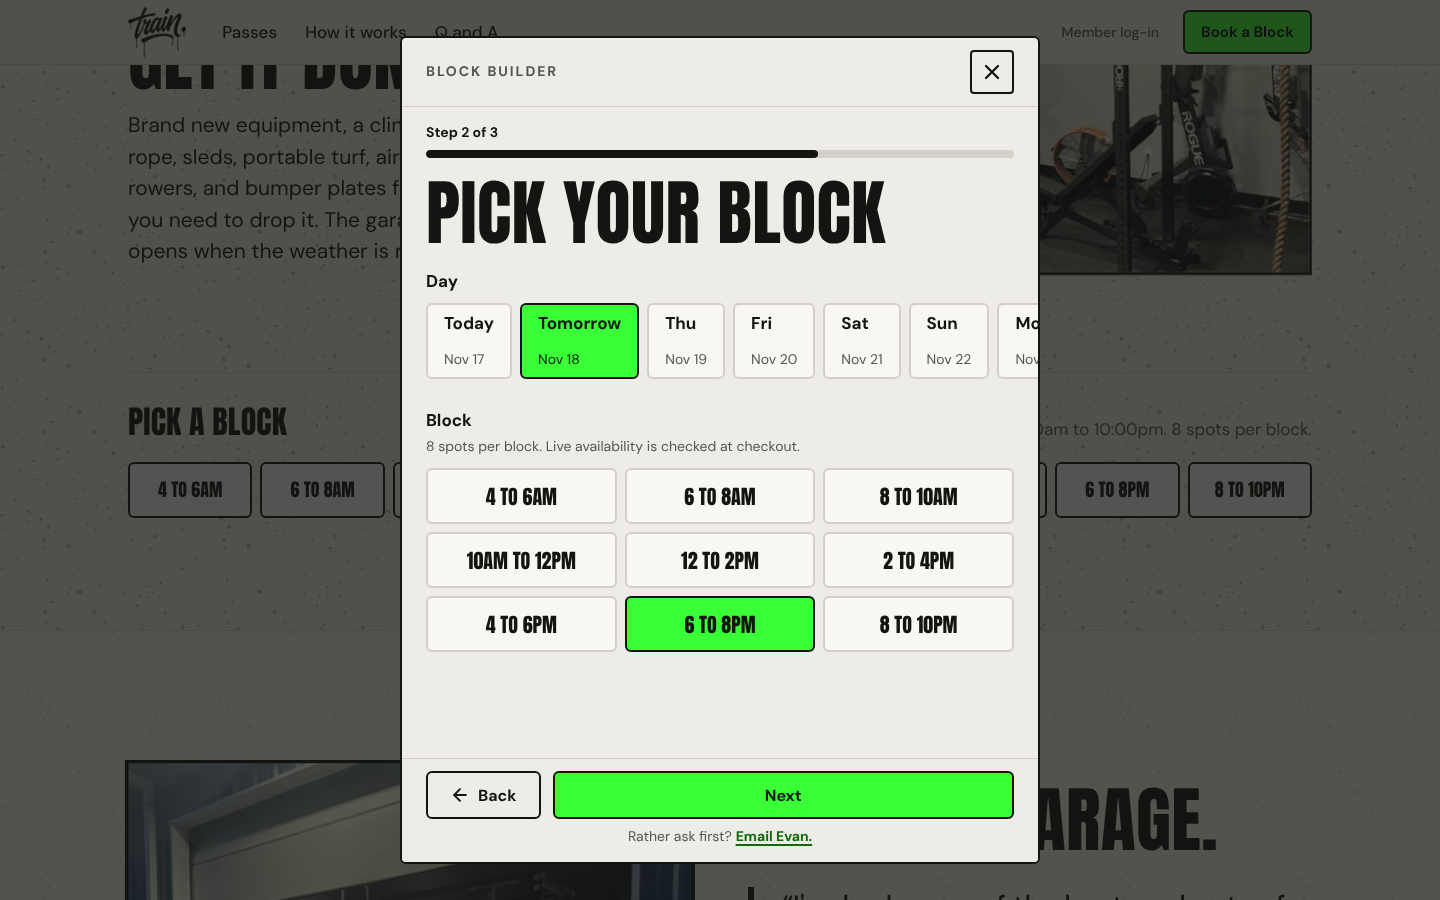 train.
Passes
How it works
Q and A
Member log-in
Book a Block
Brand new equipment, a
rope, sleds, portable turf,
rowers, and bumper plates
you need to drop it. The
opens when the weather is
ROGUE
PICK A BLOCK
to 10:00pm. 8 spots per block.
4 TO 6AM
6 TO 8AM
6 TO 8PM
8 TO 10PM
BLOCK BUILDER
Step 2 of 3
PICK YOUR BLOCK
Day
Today
Nov 17
Tomorrow
Nov 18
Thu
Nov 19
Fri
Nov 20
Sat
Nov 21
Sun
Nov 22
Mo
Nov
Block
8 spots per block. Live availability is checked at checkout.
4 TO 6AM
6 TO 8AM
8 TO 10AM
10AM TO 12PM
12 TO 2PM
2 TO 4PM
4 TO 6PM
6 TO 8PM
8 TO 10PM
Back
Next
Rather ask first? Email Evan.
ARAGE.